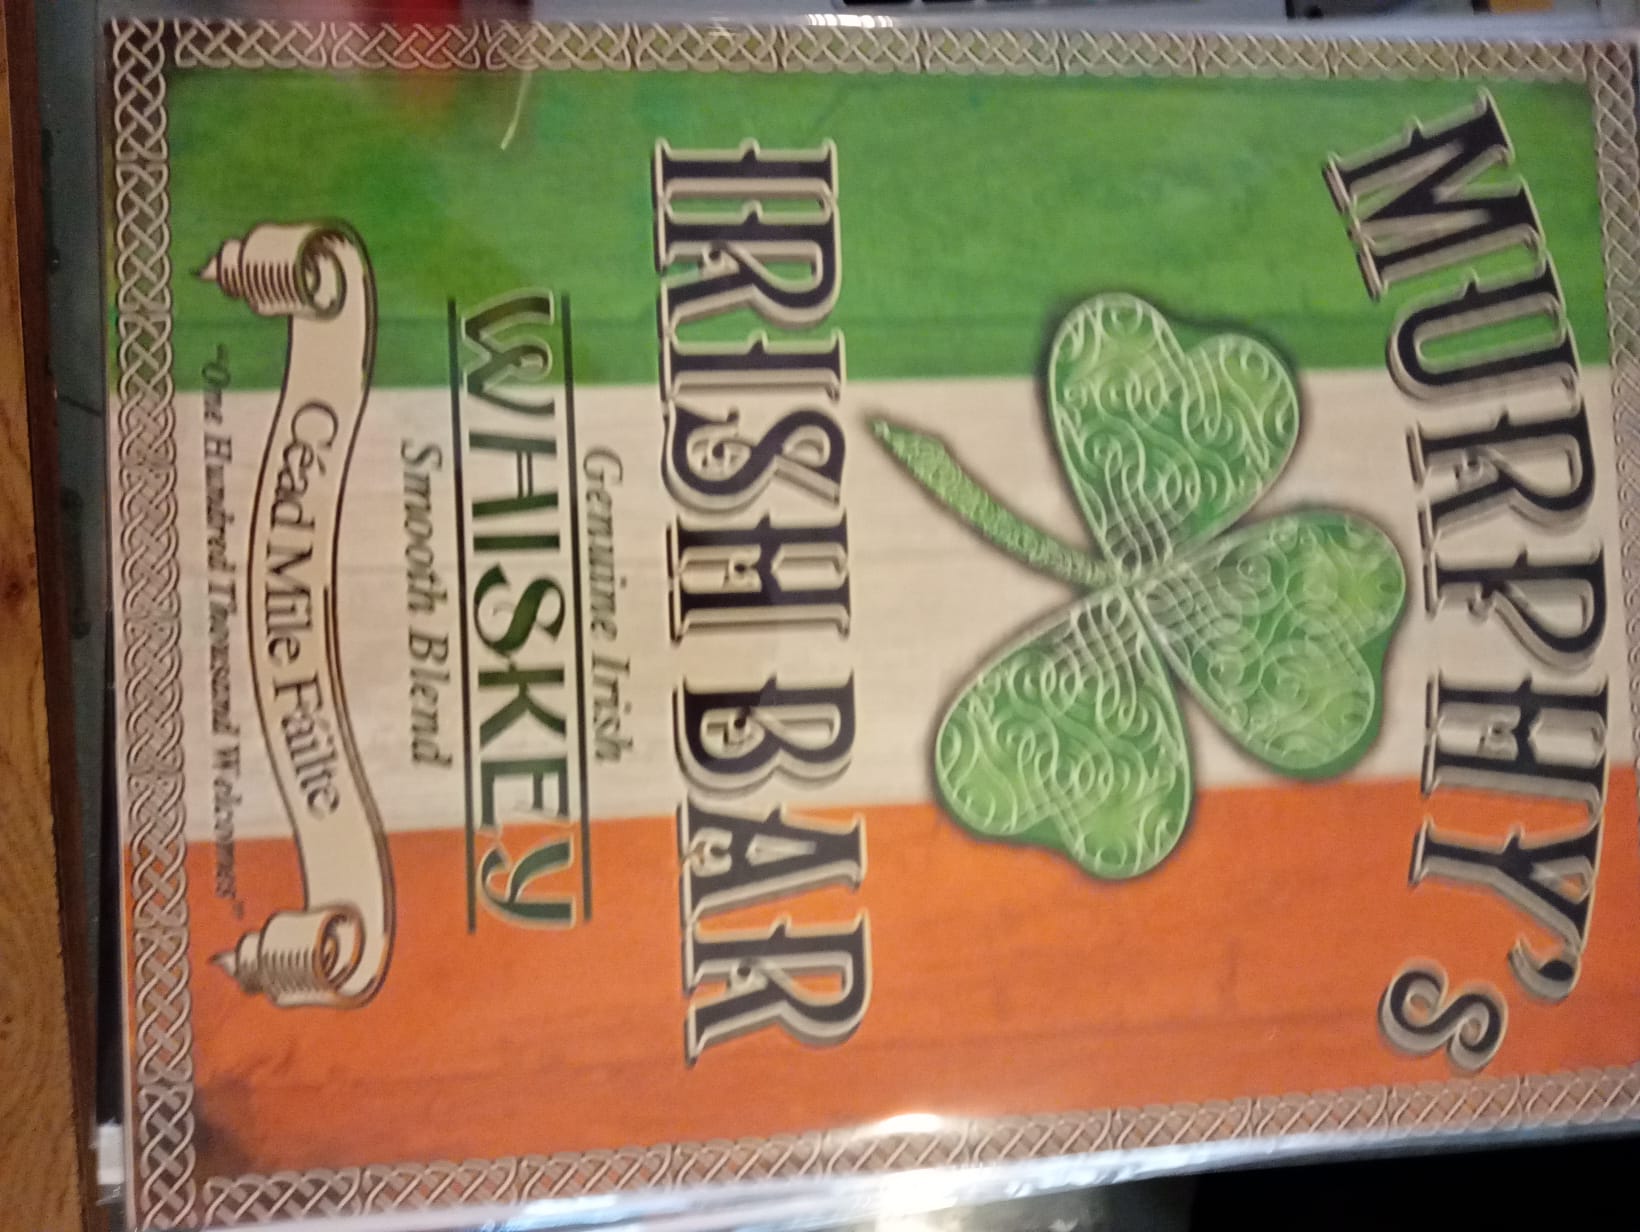 MURPHY'S
IRISH BAR
Genuine Irish
WHISKEY
Smooth Blend
Céad Míle Fáilte
"One Hundred Thousand Welcomes"